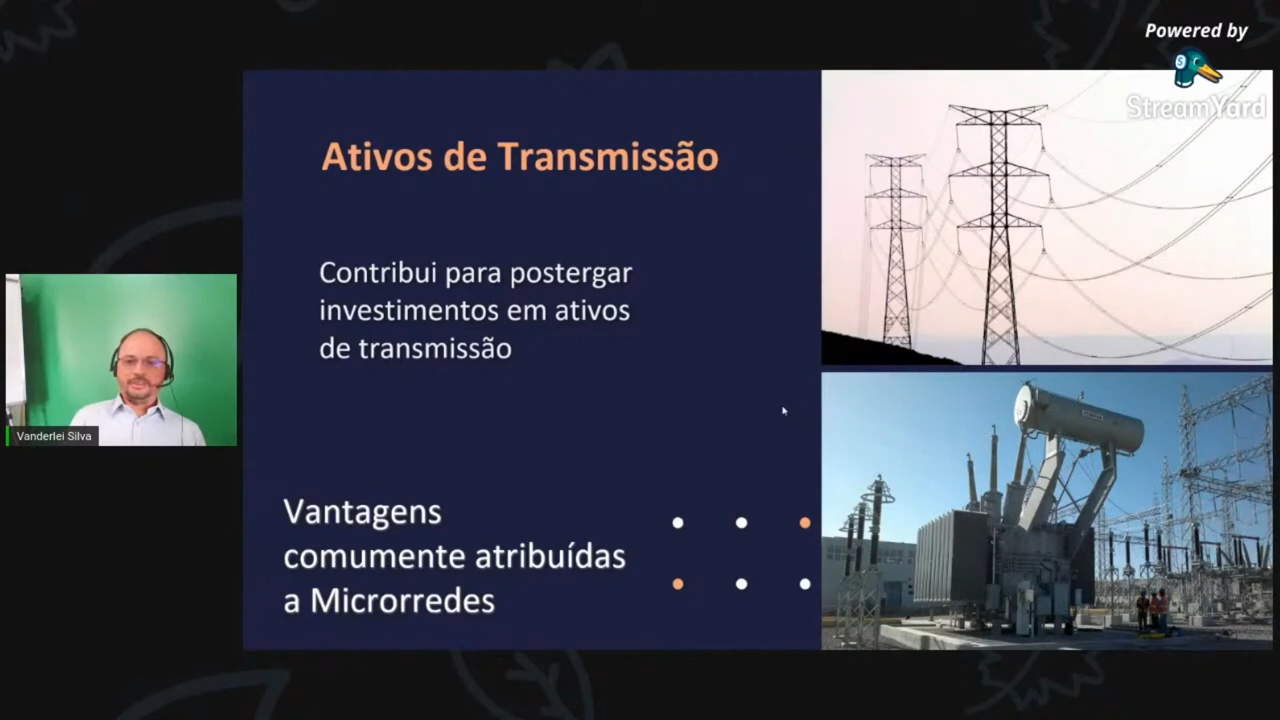 Powered by
StreamYard
Ativos de Transmissão
Contribui para postergar
investimentos em ativos
de transmissão
Vanderlei Silva
Vantagens
comumente atribuídas
a Microrredes